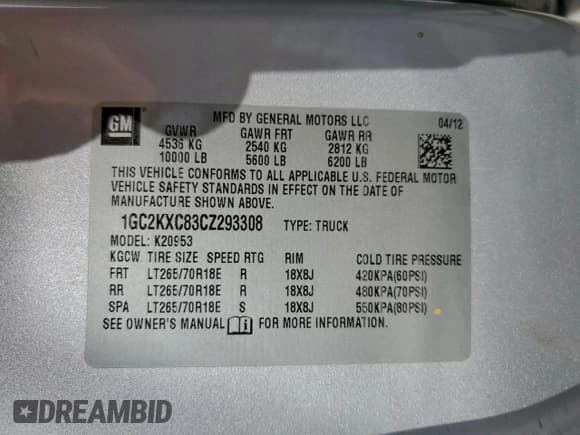 GM
MFD BY GENERAL MOTORS LLC 04/12
GVWR GAWR FRT GAWR RR
4536 KG 2540 KG 2812 KG
10000 LB 5600 LB 6200 LB
THIS VEHICLE CONFORMS TO ALL APPLICABLE U.S. FEDERAL MOTOR
VEHICLE SAFETY STANDARDS IN EFFECT ON THE DATE OF
MANUFACTURE SHOWN ABOVE.
1GC2KXC83CZ293308 TYPE: TRUCK
MODEL: K20953
KGCW TIRE SIZE SPEED RTG RIM COLD TIRE PRESSURE
FRT LT265/70R18E R 18X8J 420KPA(60PSI)
RR LT265/70R18E R 18X8J 480KPA(70PSI)
SPA LT265/70R18E S 18X8J 550KPA(80PSI)
SEE OWNER'S MANUAL FOR MORE INFORMATION.
DREAMBID